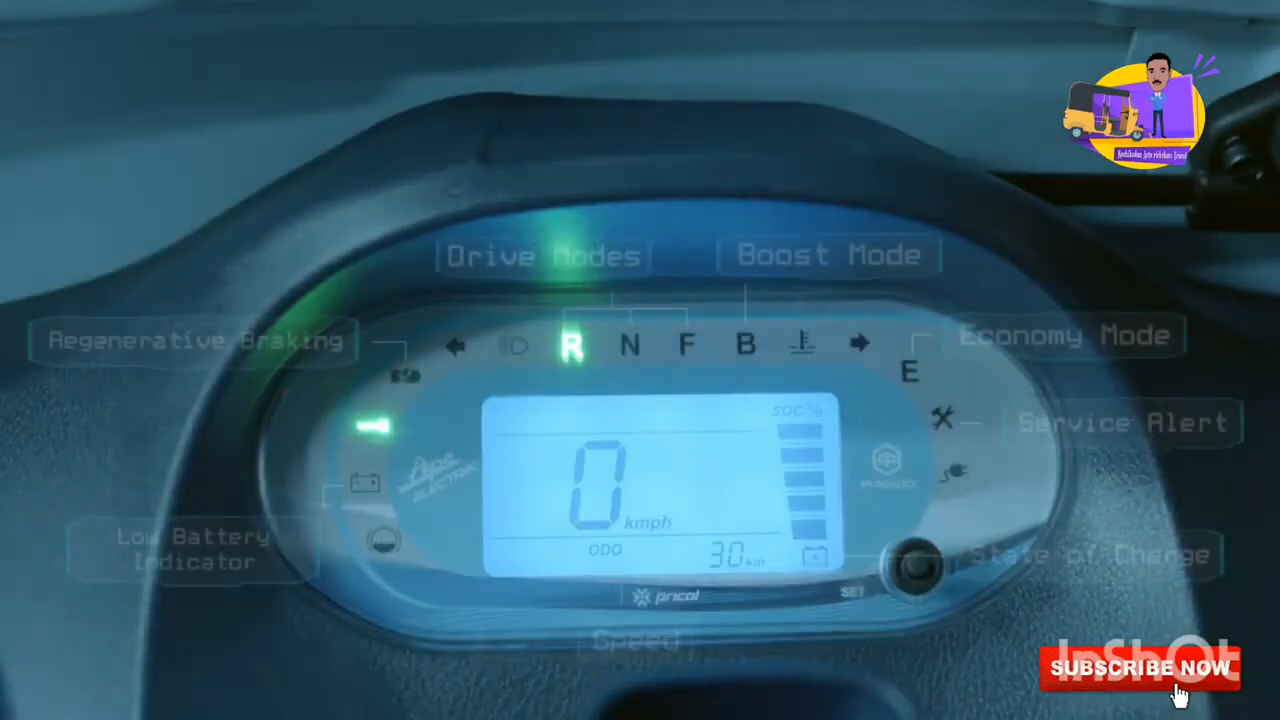 Drive Modes
Boost Mode
Regenerative Braking
R N F B
Economy Mode
E
SOC %
Service Alert
Ape
ELECTRIK
PIAGGIO
0 kmph
Low Battery
Indicator
ODO 30 km
State of Charge
SET
pricol
Speed
InShOt
SUBSCRIBE NOW